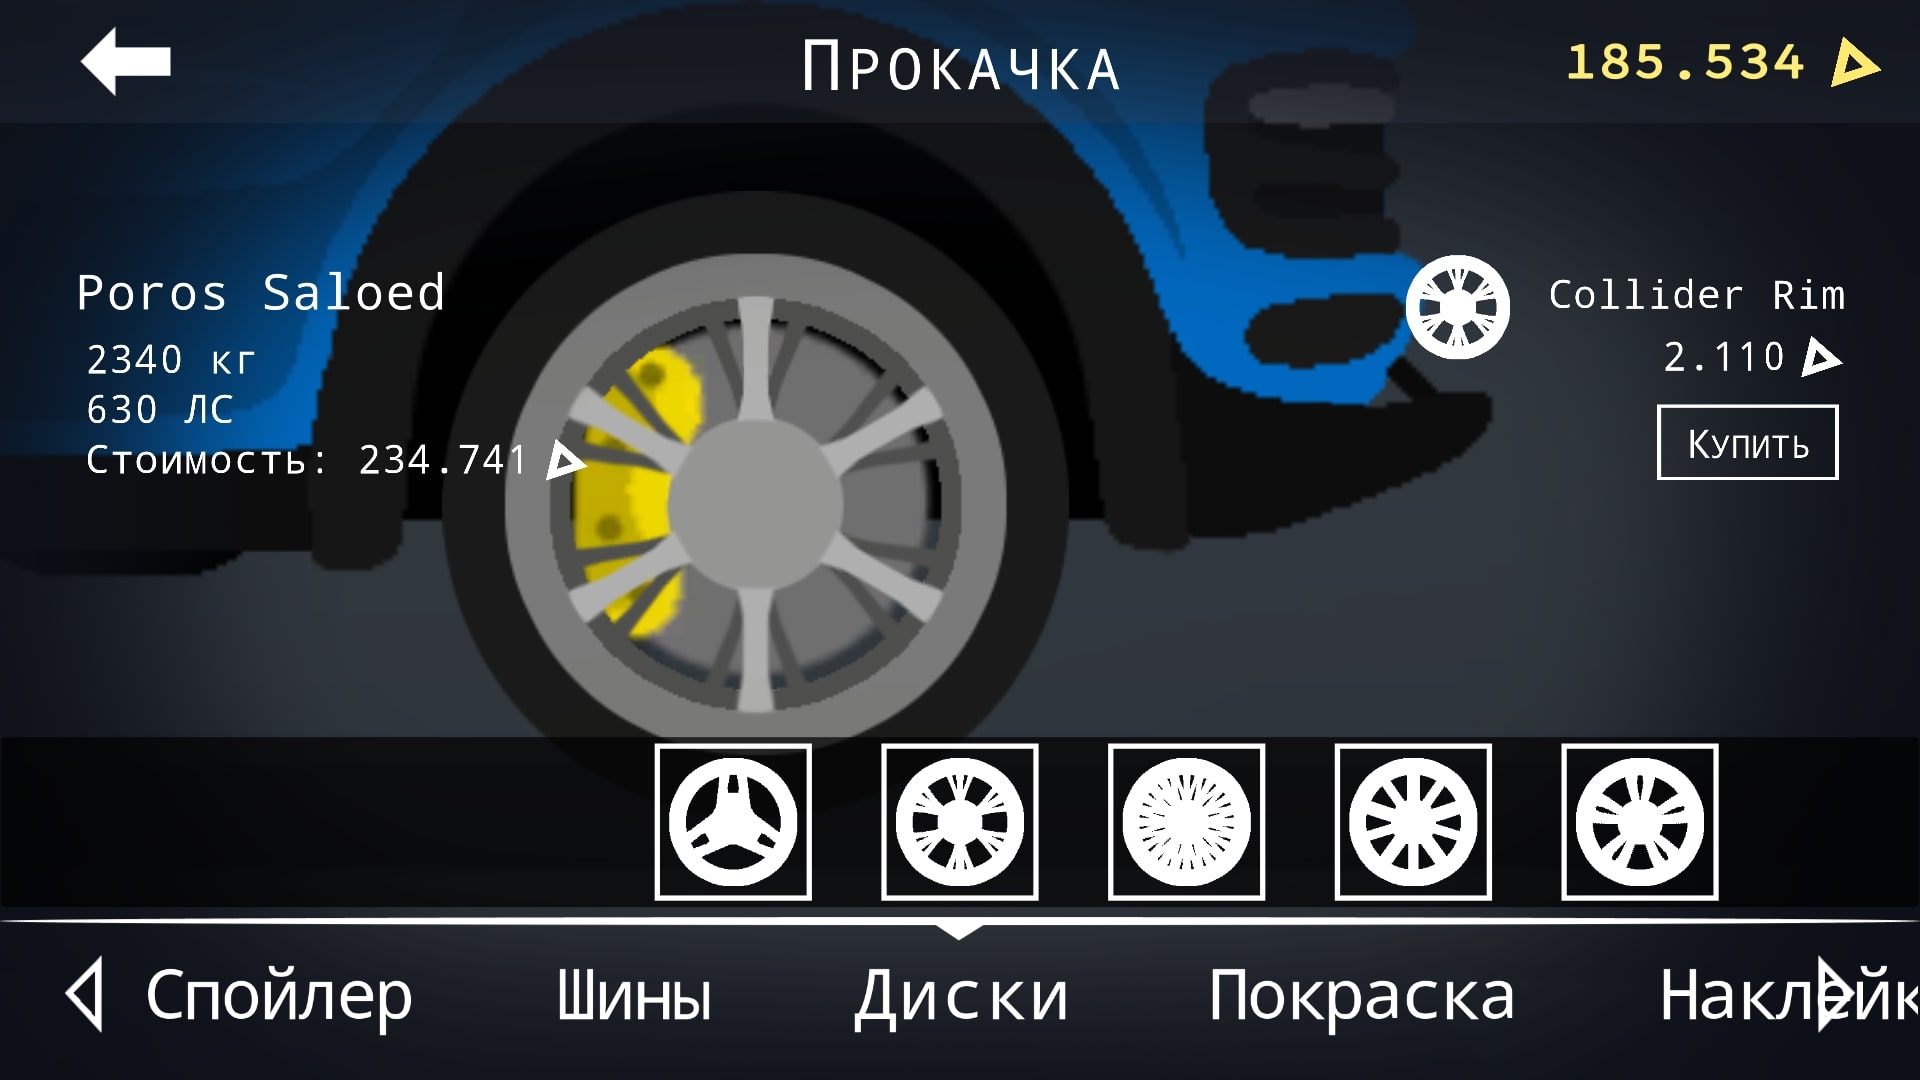 Прокачка
185.534
Poros Saloed
2340 кг
630 ЛС
Стоимость: 234.741
Collider Rim
2.110
Купить
Спойлер
Шины
Диски
Покраска
Наклейк